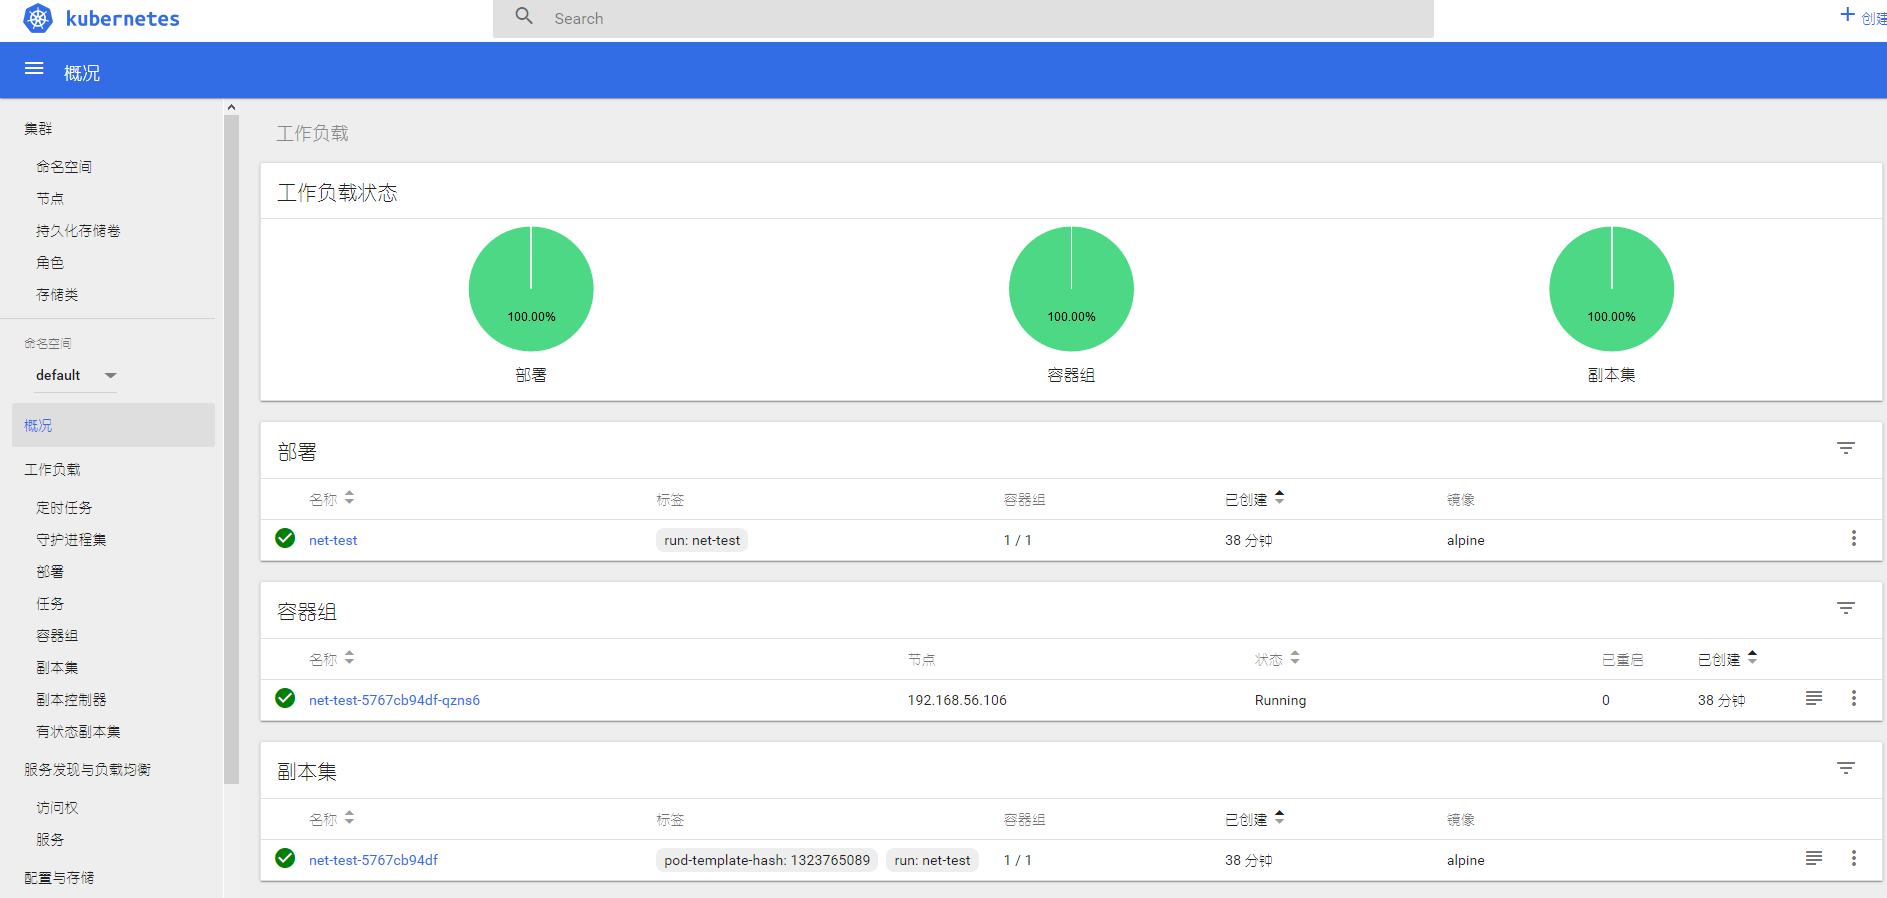 kubernetes
Search
创建
概况
集群
命名空间
节点
持久化存储卷
角色
存储类
命名空间
default
概况
工作负载
定时任务
守护进程集
部署
任务
容器组
副本集
副本控制器
有状态副本集
服务发现与负载均衡
访问权
服务
配置与存储
工作负载
工作负载状态
100.00% 100.00% 100.00%
部署 容器组 副本集
部署
名称 标签 容器组 已创建 镜像
net-test run: net-test 1 / 1 38 分钟 alpine
容器组
名称 节点 状态 已重启 已创建
net-test-5767cb94df-qzns6 192.168.56.106 Running 0 38 分钟
副本集
名称 标签 容器组 已创建 镜像
net-test-5767cb94df pod-template-hash: 1323765089 run: net-test 1 / 1 38 分钟 alpine